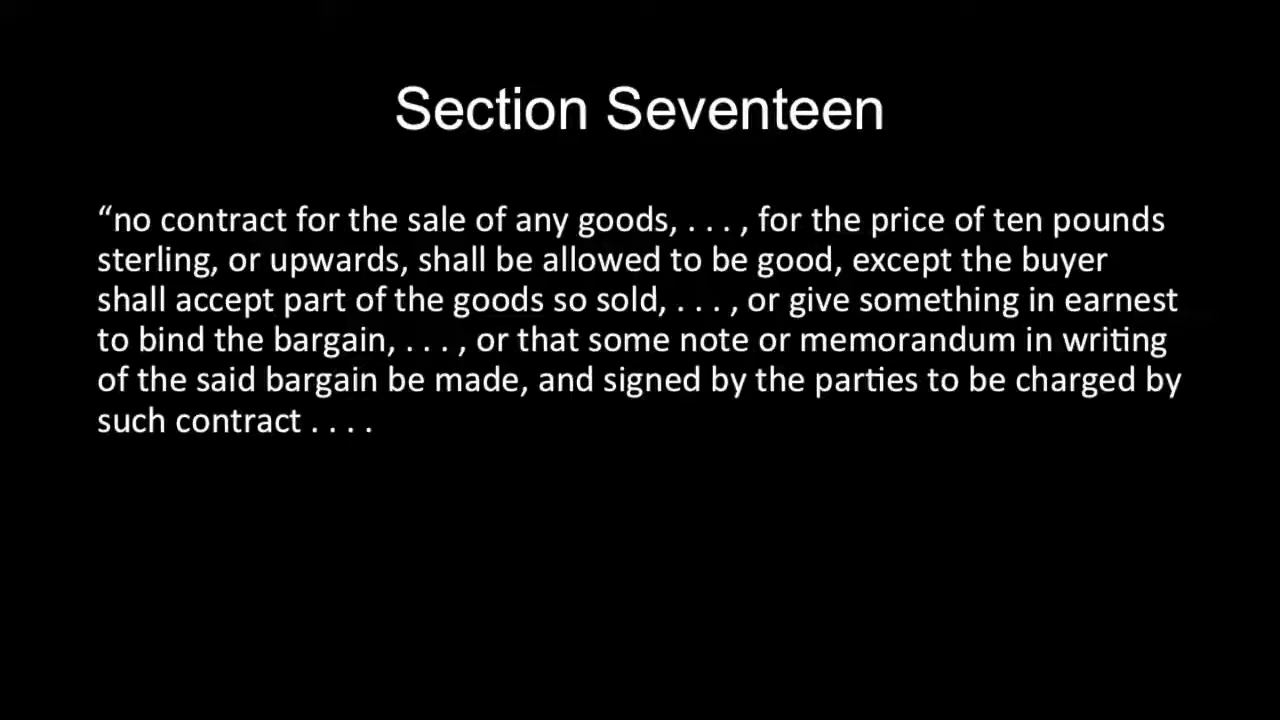 Section Seventeen
“no contract for the sale of any goods, . . . , for the price of ten pounds
sterling, or upwards, shall be allowed to be good, except the buyer
shall accept part of the goods so sold, . . . , or give something in earnest
to bind the bargain, . . . , or that some note or memorandum in writing
of the said bargain be made, and signed by the parties to be charged by
such contract . . . .